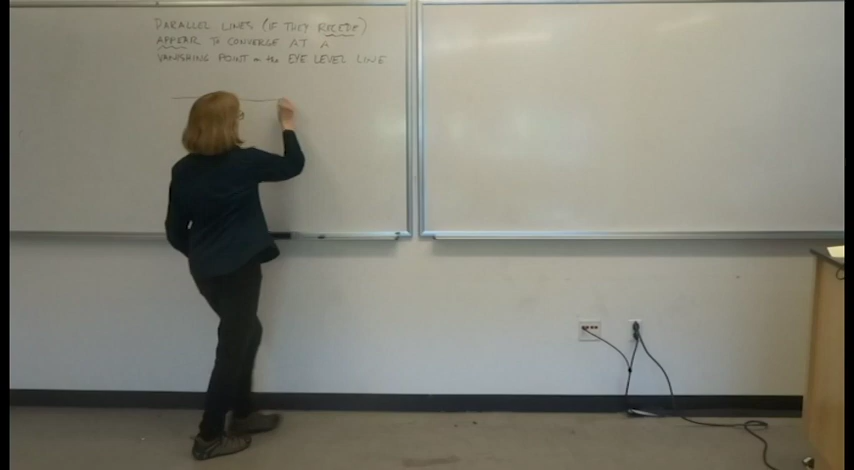 PARALLEL LINES (IF THEY RECEDE)
APPEAR TO CONVERGE AT A
VANISHING POINT on the EYE LEVEL LINE